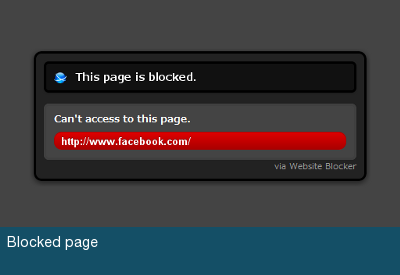 This page is blocked.
Can't access to this page.
http://www.facebook.com/
via Website Blocker
Blocked page